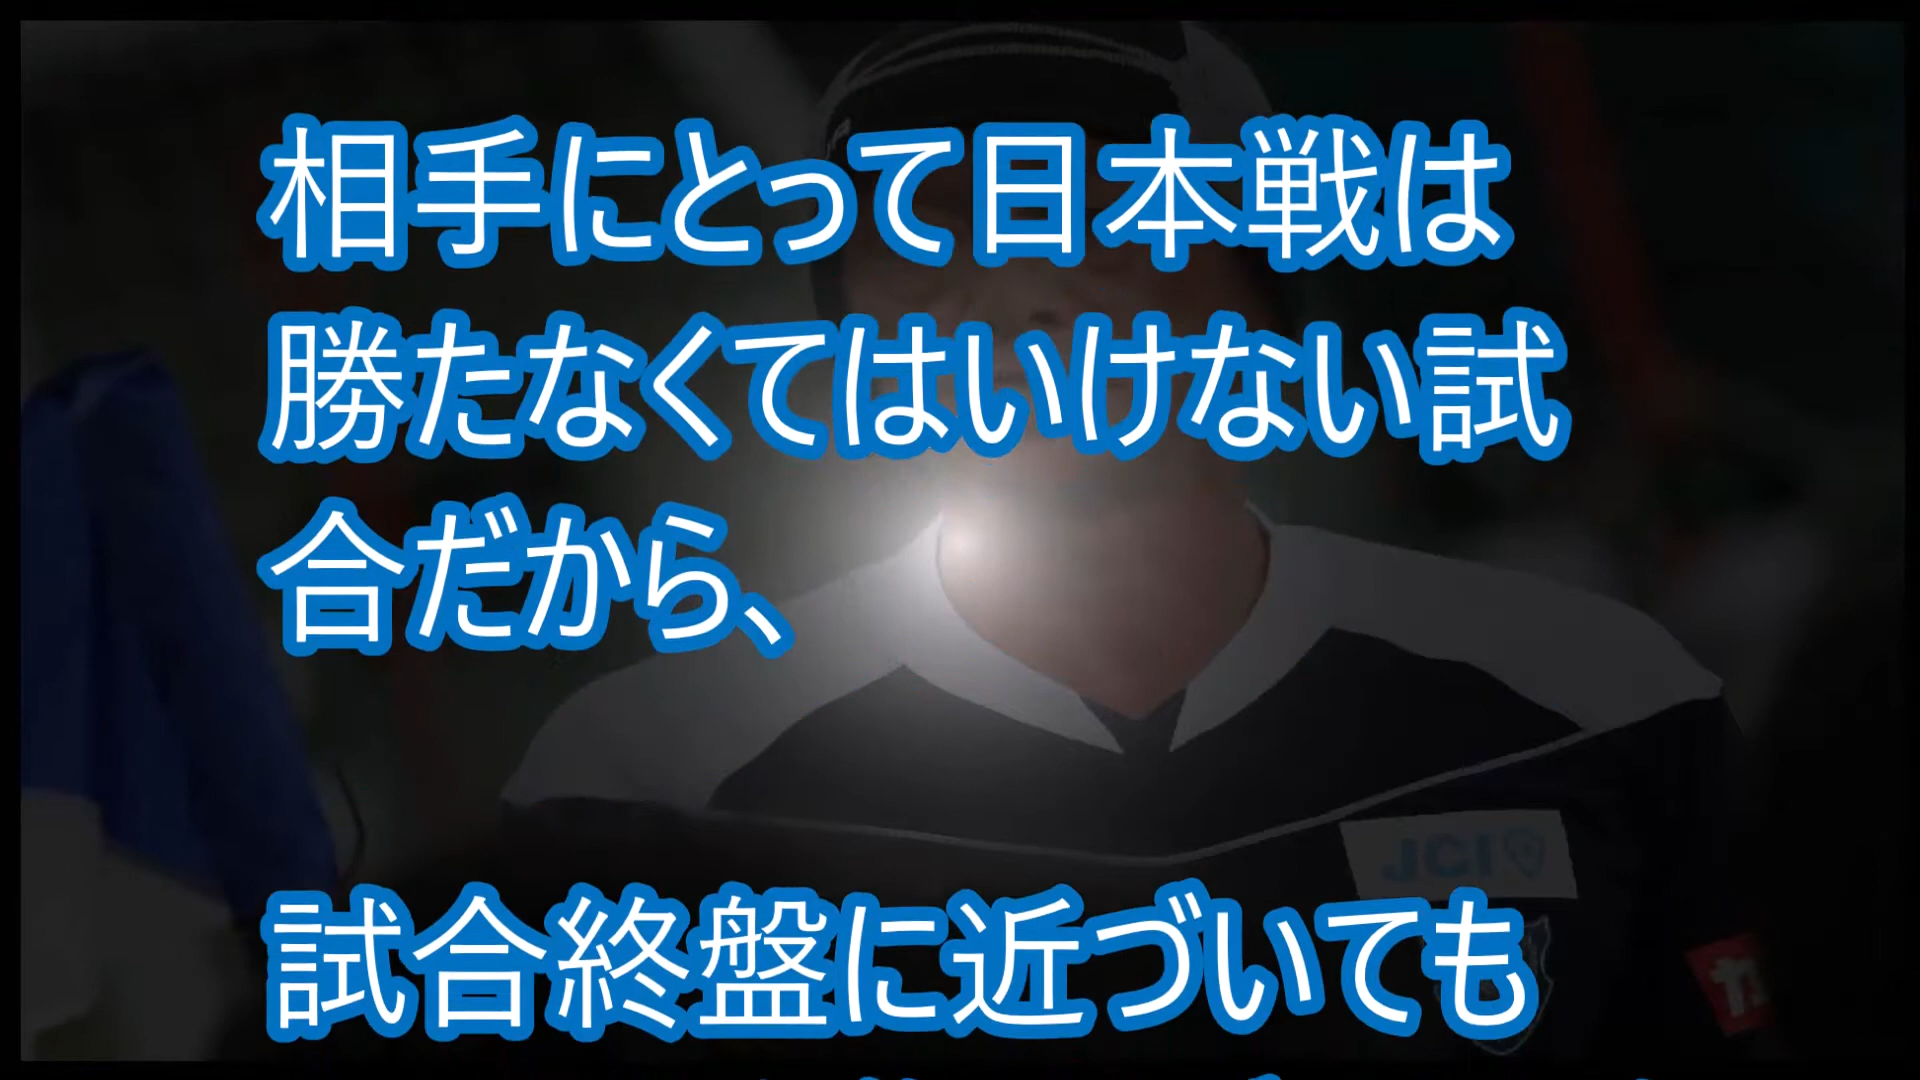 相手にとって日本戦は
勝たなくてはいけない試
合だから、
試合終盤に近づいても
JCI